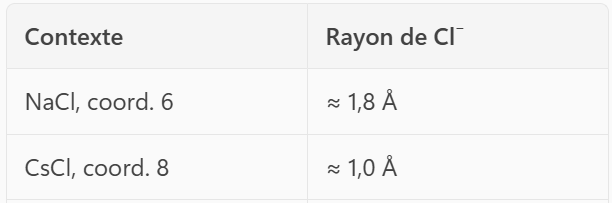 Contexte Rayon de Cl⁻
NaCl, coord. 6 ≈ 1,8 Å
CsCl, coord. 8 ≈ 1,0 Å